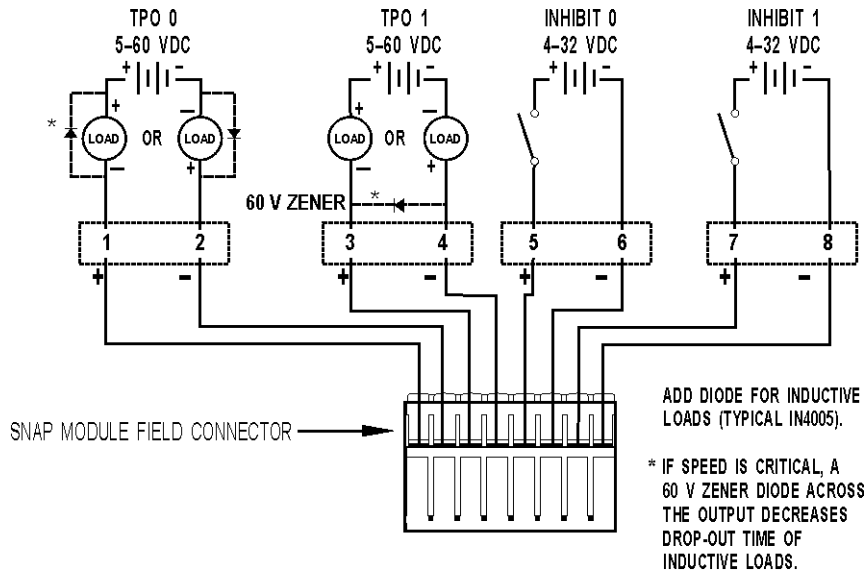 TPO 0
5–60 VDC
TPO 1
5–60 VDC
INHIBIT 0
4–32 VDC
INHIBIT 1
4–32 VDC
+ -
+ -
+ -
+ -
* + LOAD - OR - LOAD +
+ LOAD - OR - LOAD +
60 V ZENER *
1 2 3 4 5 6 7 8
+ - + - + - + -
SNAP MODULE FIELD CONNECTOR
ADD DIODE FOR INDUCTIVE
LOADS (TYPICAL IN4005).
* IF SPEED IS CRITICAL, A
60 V ZENER DIODE ACROSS
THE OUTPUT DECREASES
DROP-OUT TIME OF
INDUCTIVE LOADS.